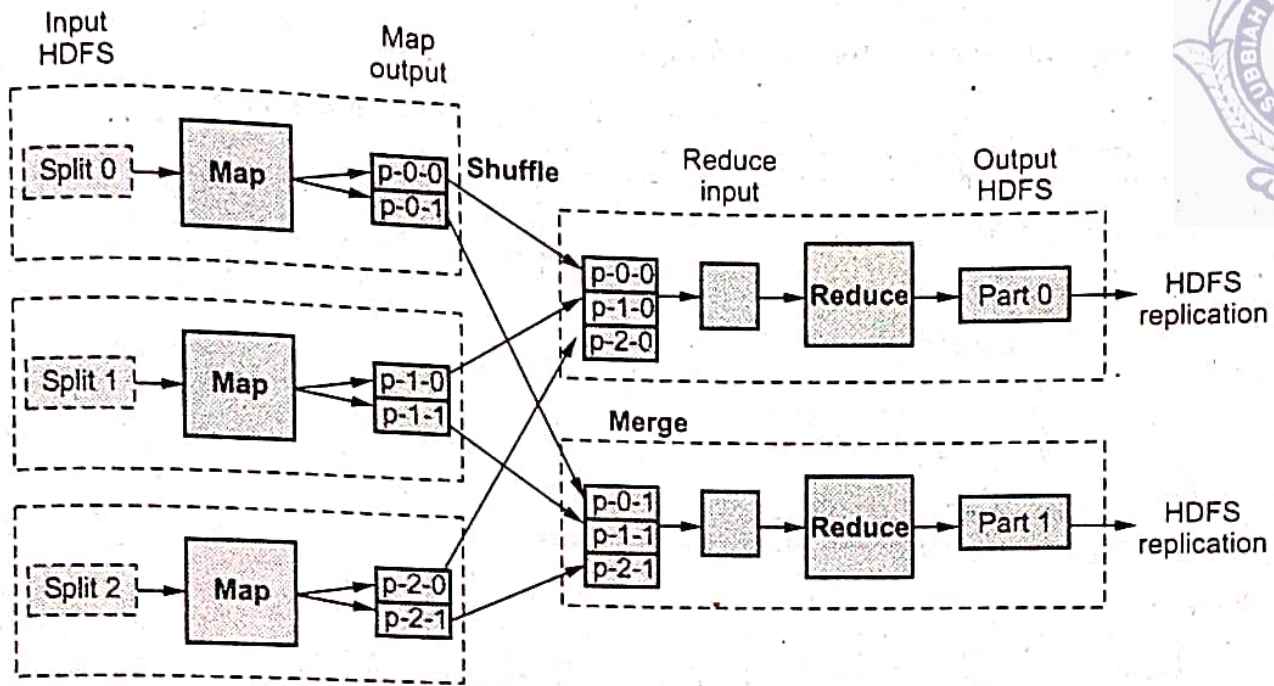 Input
HDFS
Map
output
Split 0
Map
p-0-0
p-0-1
Shuffle
Reduce
input
Output
HDFS
SUBBIAH
p-0-0
p-1-0
p-2-0
Reduce
Part 0
HDFS
replication
Split 1
Map
p-1-0
p-1-1
Merge
p-0-1
p-1-1
p-2-1
Reduce
Part 1
HDFS
replication
Split 2
Map
p-2-0
p-2-1